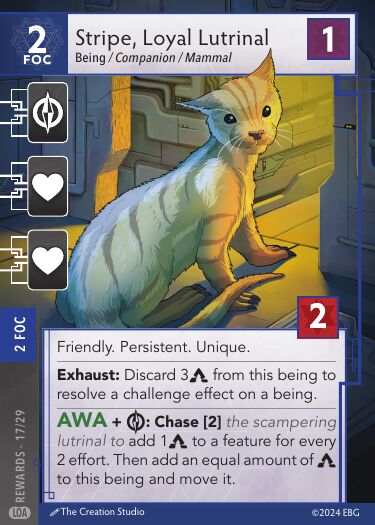 2
FOC
Stripe, Loyal Lutrinal
Being / Companion / Mammal
1
2
2 FOC
Friendly. Persistent. Unique.
Exhaust: Discard 3 from this being to
resolve a challenge effect on a being.
AWA + : Chase [2] the scampering
lutrinal to add 1 to a feature for every
2 effort. Then add an equal amount of
to this being and move it.
REWARDS - 17/29
LOA
The Creation Studio
©2024 EBG